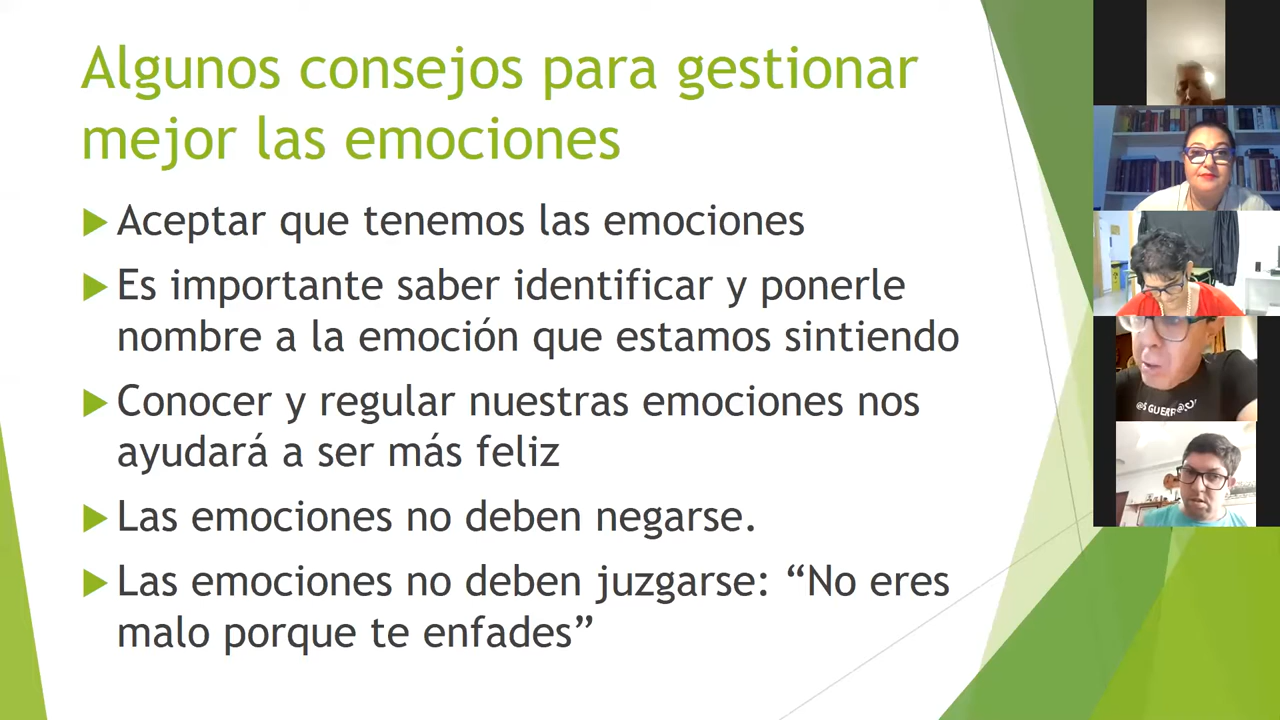 Algunos consejos para gestionar
mejor las emociones
Aceptar que tenemos las emociones
Es importante saber identificar y ponerle
nombre a la emoción que estamos sintiendo
Conocer y regular nuestras emociones nos
ayudará a ser más feliz
Las emociones no deben negarse.
Las emociones no deben juzgarse: “No eres
malo porque te enfades”